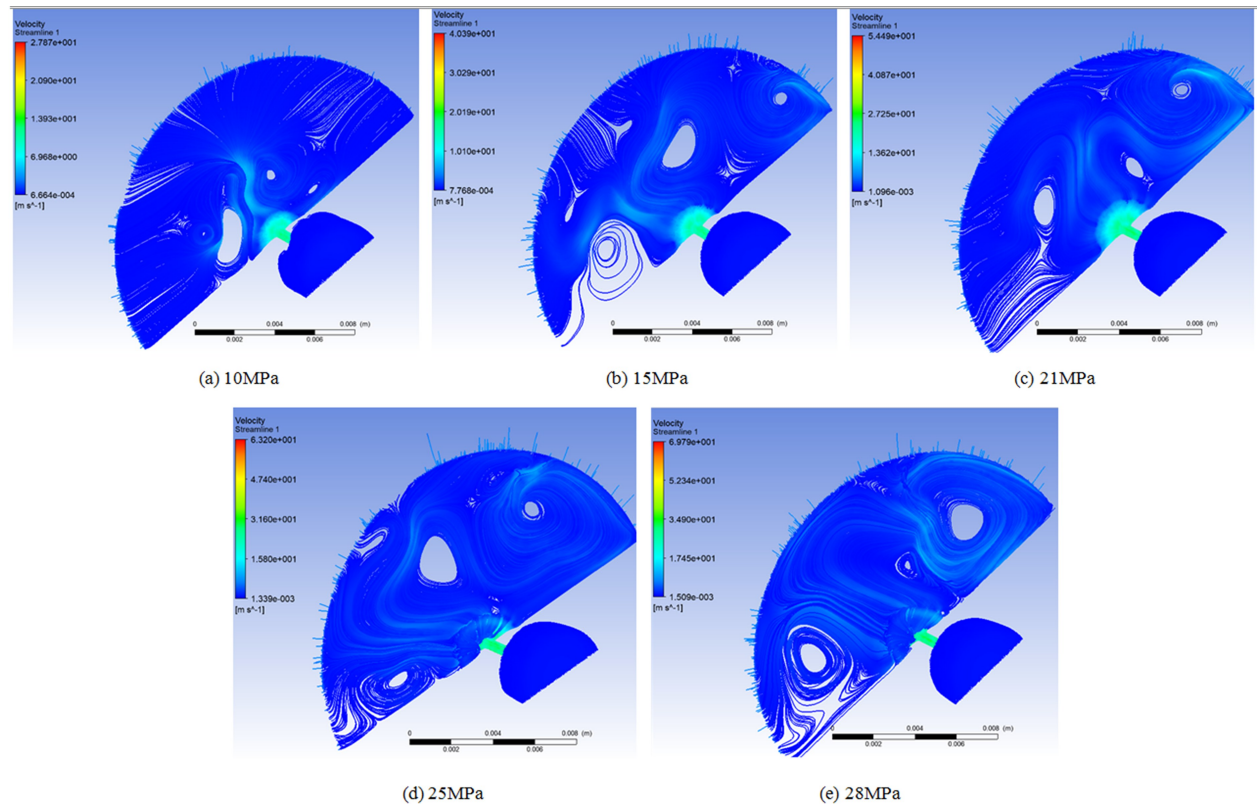 Velocity
Streamline 1
2.787e+001
2.090e+001
1.393e+001
6.968e+000
6.664e-004
[m s^-1]
0 0.004 0.008 (m)
0.002 0.006
(a) 10MPa
Velocity
Streamline 1
4.039e+001
3.029e+001
2.019e+001
1.010e+001
7.768e-004
[m s^-1]
0 0.004 0.008 (m)
0.002 0.006
(b) 15MPa
Velocity
Streamline 1
5.449e+001
4.087e+001
2.725e+001
1.362e+001
1.096e-003
[m s^-1]
0 0.004 0.008 (m)
0.002 0.006
(c) 21MPa
Velocity
Streamline 1
6.320e+001
4.740e+001
3.160e+001
1.580e+001
1.339e-003
[m s^-1]
0 0.004 0.008 (m)
0.002 0.006
(d) 25MPa
Velocity
Streamline 1
6.979e+001
5.234e+001
3.490e+001
1.745e+001
1.509e-003
[m s^-1]
0 0.004 0.008 (m)
0.002 0.006
(e) 28MPa